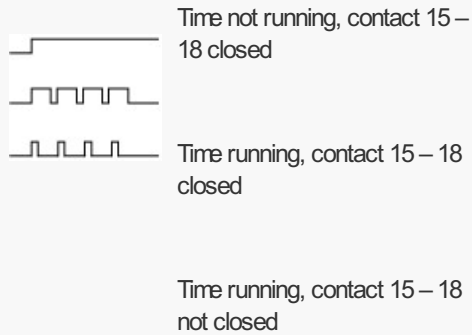 Time not running, contact 15 –
18 closed
Time running, contact 15 – 18
closed
Time running, contact 15 – 18
not closed